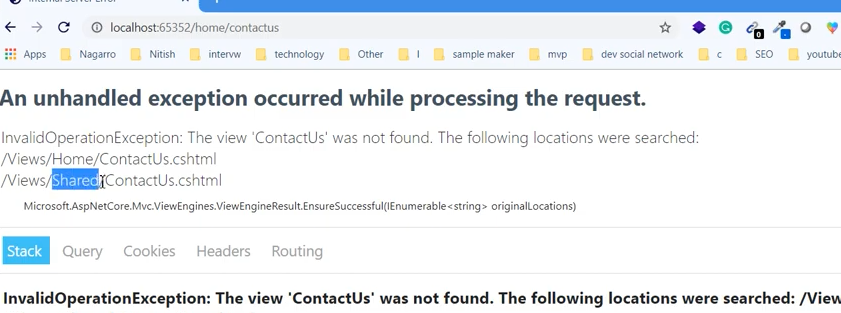 Internal Server Error
localhost:65352/home/contactus
Apps Nagarro Nitish intervw technology Other I sample maker mvp dev social network c SEO youtube
An unhandled exception occurred while processing the request.
InvalidOperationException: The view 'ContactUs' was not found. The following locations were searched:
/Views/Home/ContactUs.cshtml
/Views/Shared/ContactUs.cshtml
Microsoft.AspNetCore.Mvc.ViewEngines.ViewEngineResult.EnsureSuccessful(IEnumerable<string> originalLocations)
Stack Query Cookies Headers Routing
InvalidOperationException: The view 'ContactUs' was not found. The following locations were searched: /View